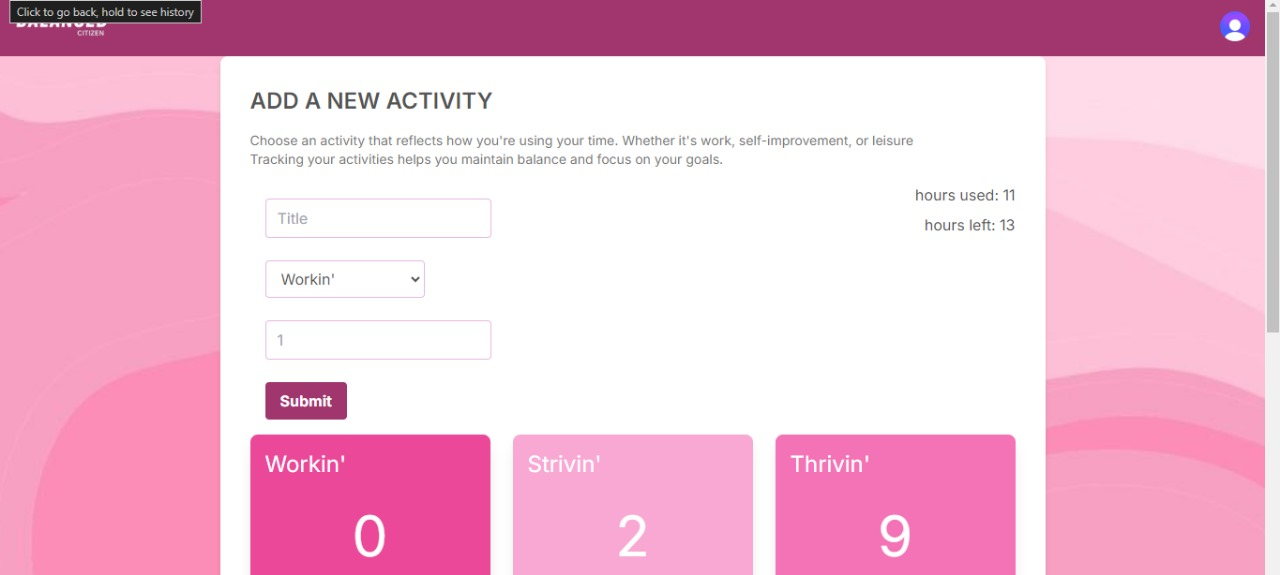 Click to go back, hold to see history
CITIZEN
ADD A NEW ACTIVITY
Choose an activity that reflects how you're using your time. Whether it's work, self-improvement, or leisure
Tracking your activities helps you maintain balance and focus on your goals.
hours used: 11
hours left: 13
Title
Workin'
1
Submit
Workin'
Strivin'
Thrivin'
0
2
9